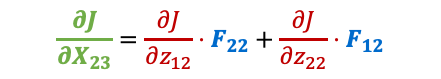 ∂J/∂X₂₃ = ∂J/∂z₁₂ · F₂₂ + ∂J/∂z₂₂ · F₁₂